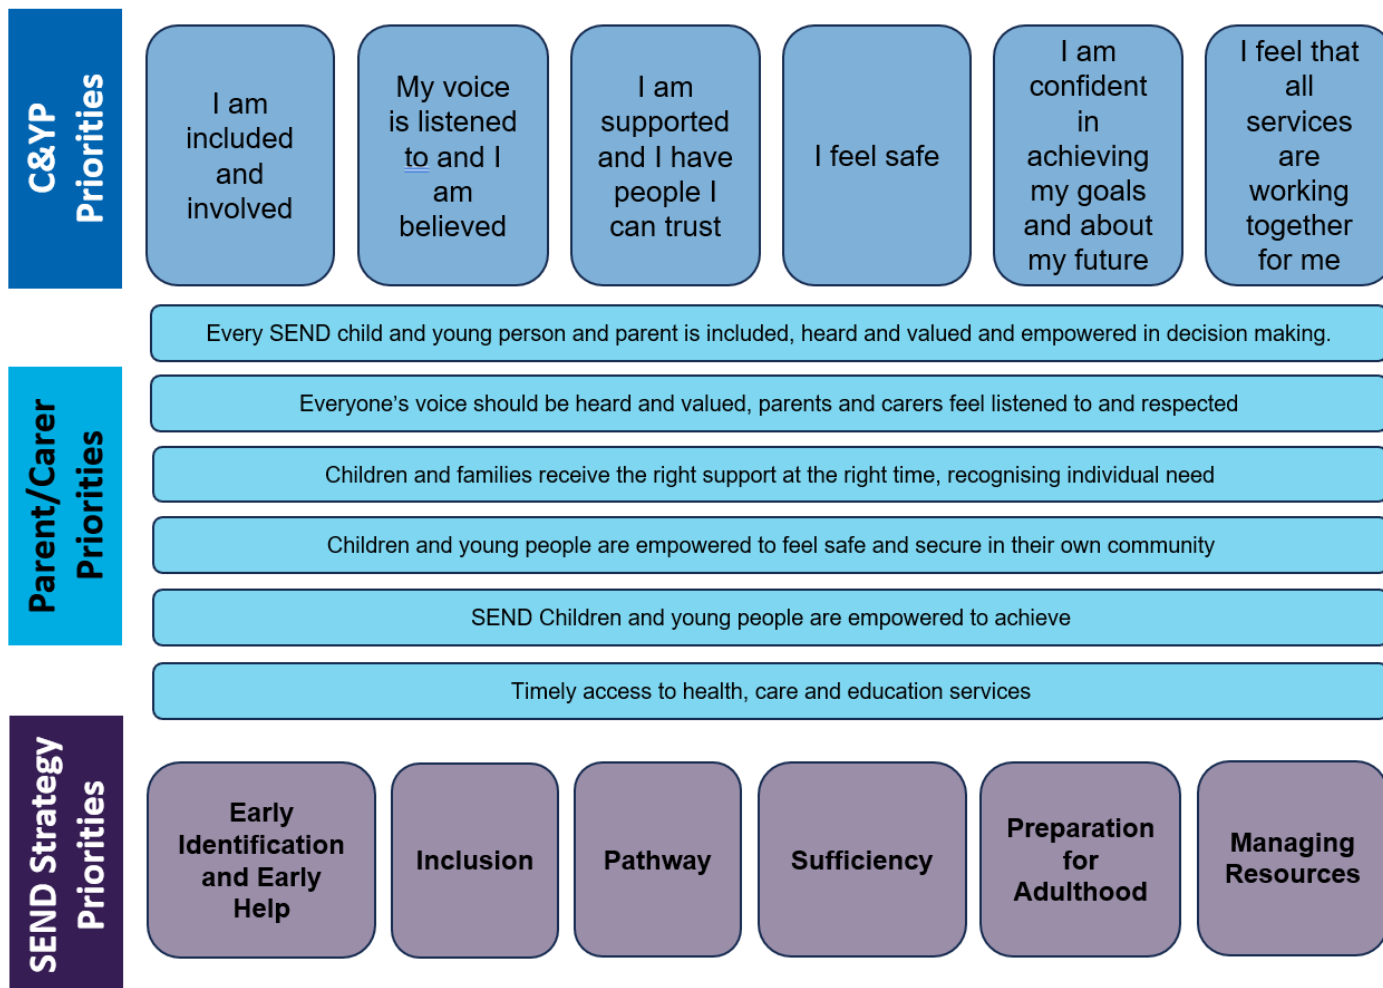 C&YP
Priorities
I am
included
and
involved
My voice
is listened
to and I
am
believed
I am
supported
and I have
people I
can trust
I feel safe
I am
confident
in
achieving
my goals
and about
my future
I feel that
all
services
are
working
together
for me
Parent/Carer
Priorities
Every SEND child and young person and parent is included, heard and valued and empowered in decision making.
Everyone’s voice should be heard and valued, parents and carers feel listened to and respected
Children and families receive the right support at the right time, recognising individual need
Children and young people are empowered to feel safe and secure in their own community
SEND Children and young people are empowered to achieve
Timely access to health, care and education services
SEND Strategy
Priorities
Early
Identification
and Early
Help
Inclusion
Pathway
Sufficiency
Preparation
for
Adulthood
Managing
Resources